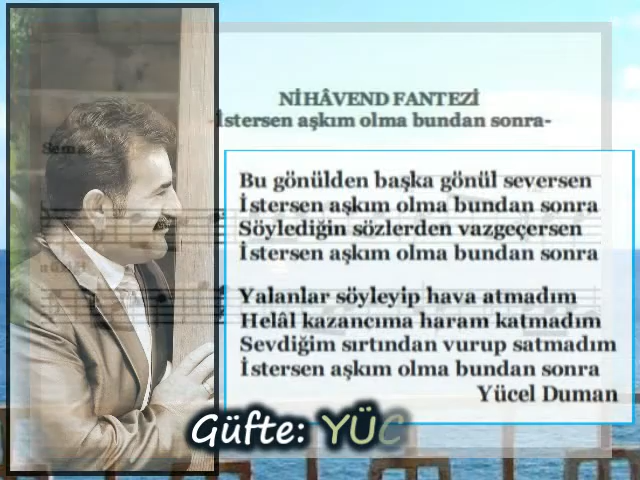 NİHÂVEND FANTEZİ
-İstersen aşkım olma bundan sonra-
Bu gönülden başka gönül seversen
İstersen aşkım olma bundan sonra
Söylediğin sözlerden vazgeçersen
İstersen aşkım olma bundan sonra
Yalanlar söyleyip hava atmadım
Helâl kazancıma haram katmadım
Sevdiğim sırtından vurup satmadım
İstersen aşkım olma bundan sonra
Yücel Duman
Güfte: YÜC